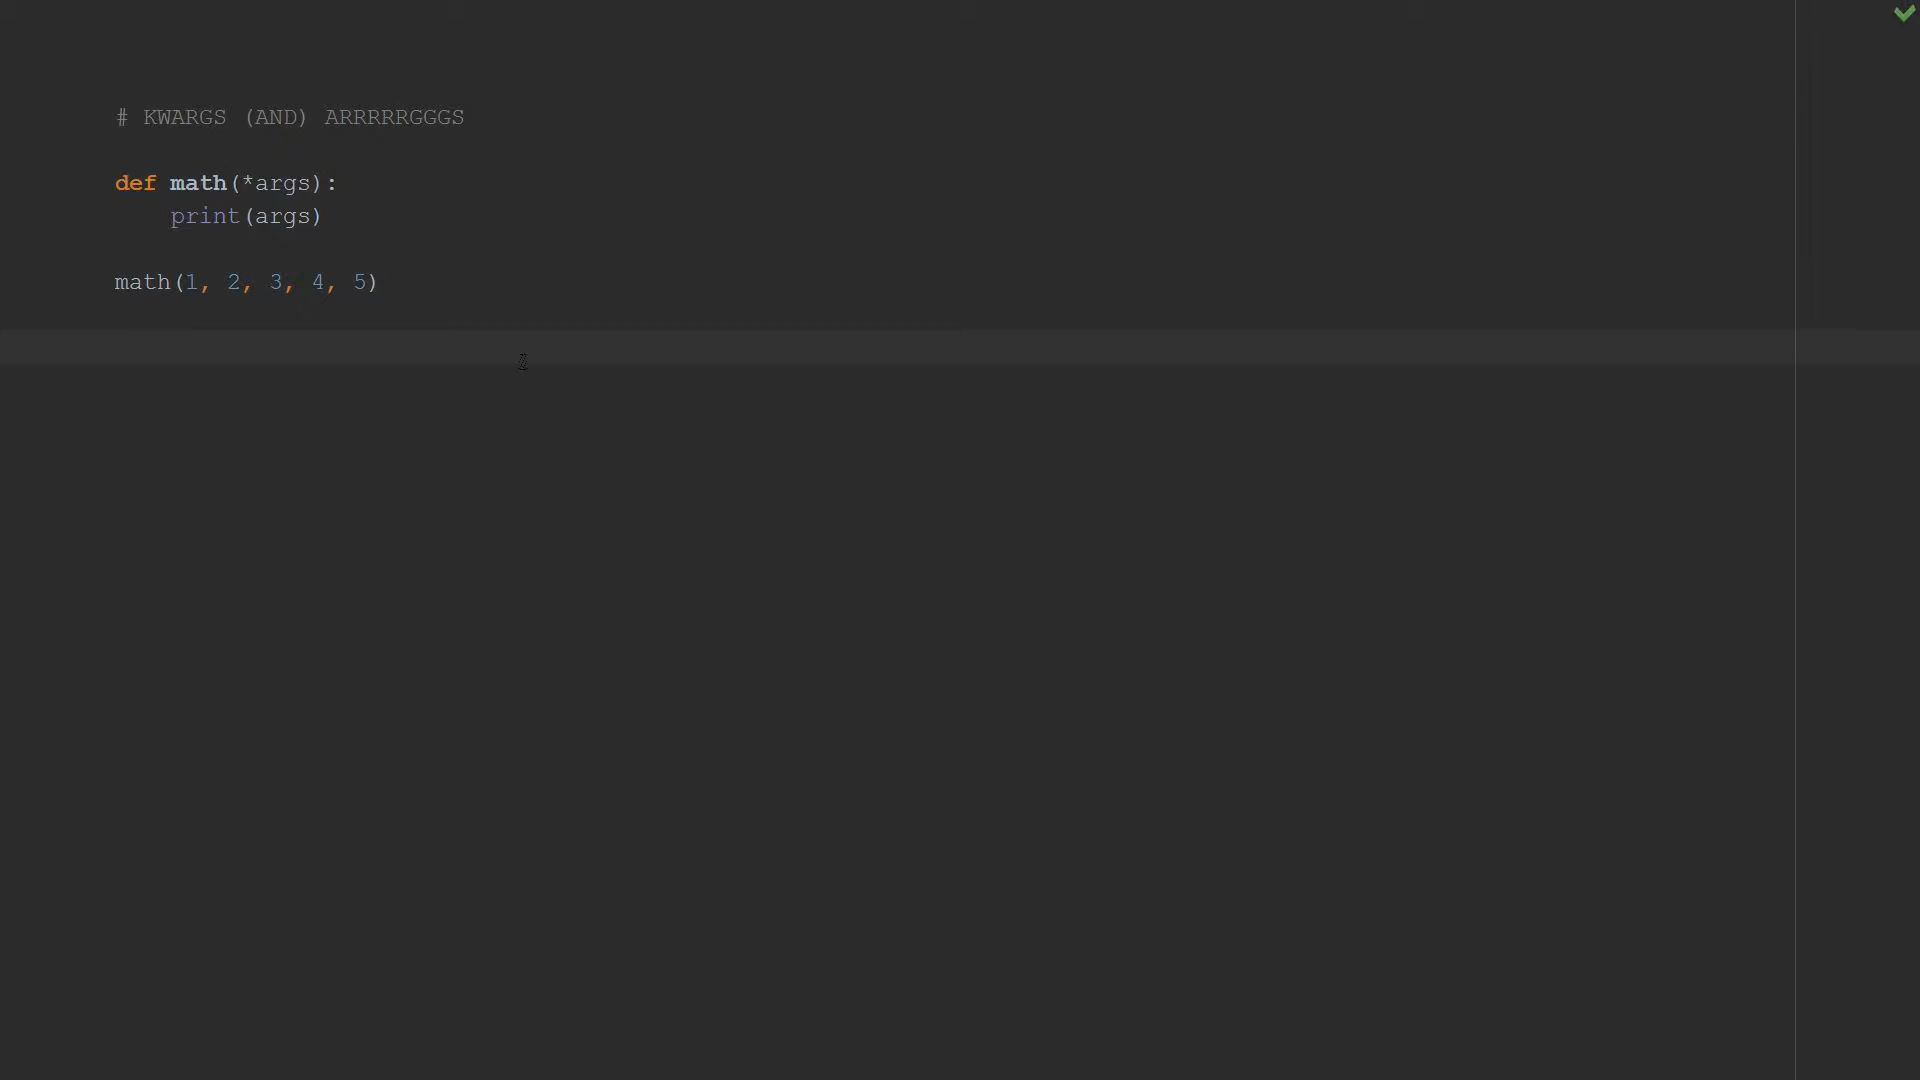 # KWARGS (AND) ARRRRRGGGS
def math(*args):
    print(args)
math(1, 2, 3, 4, 5)